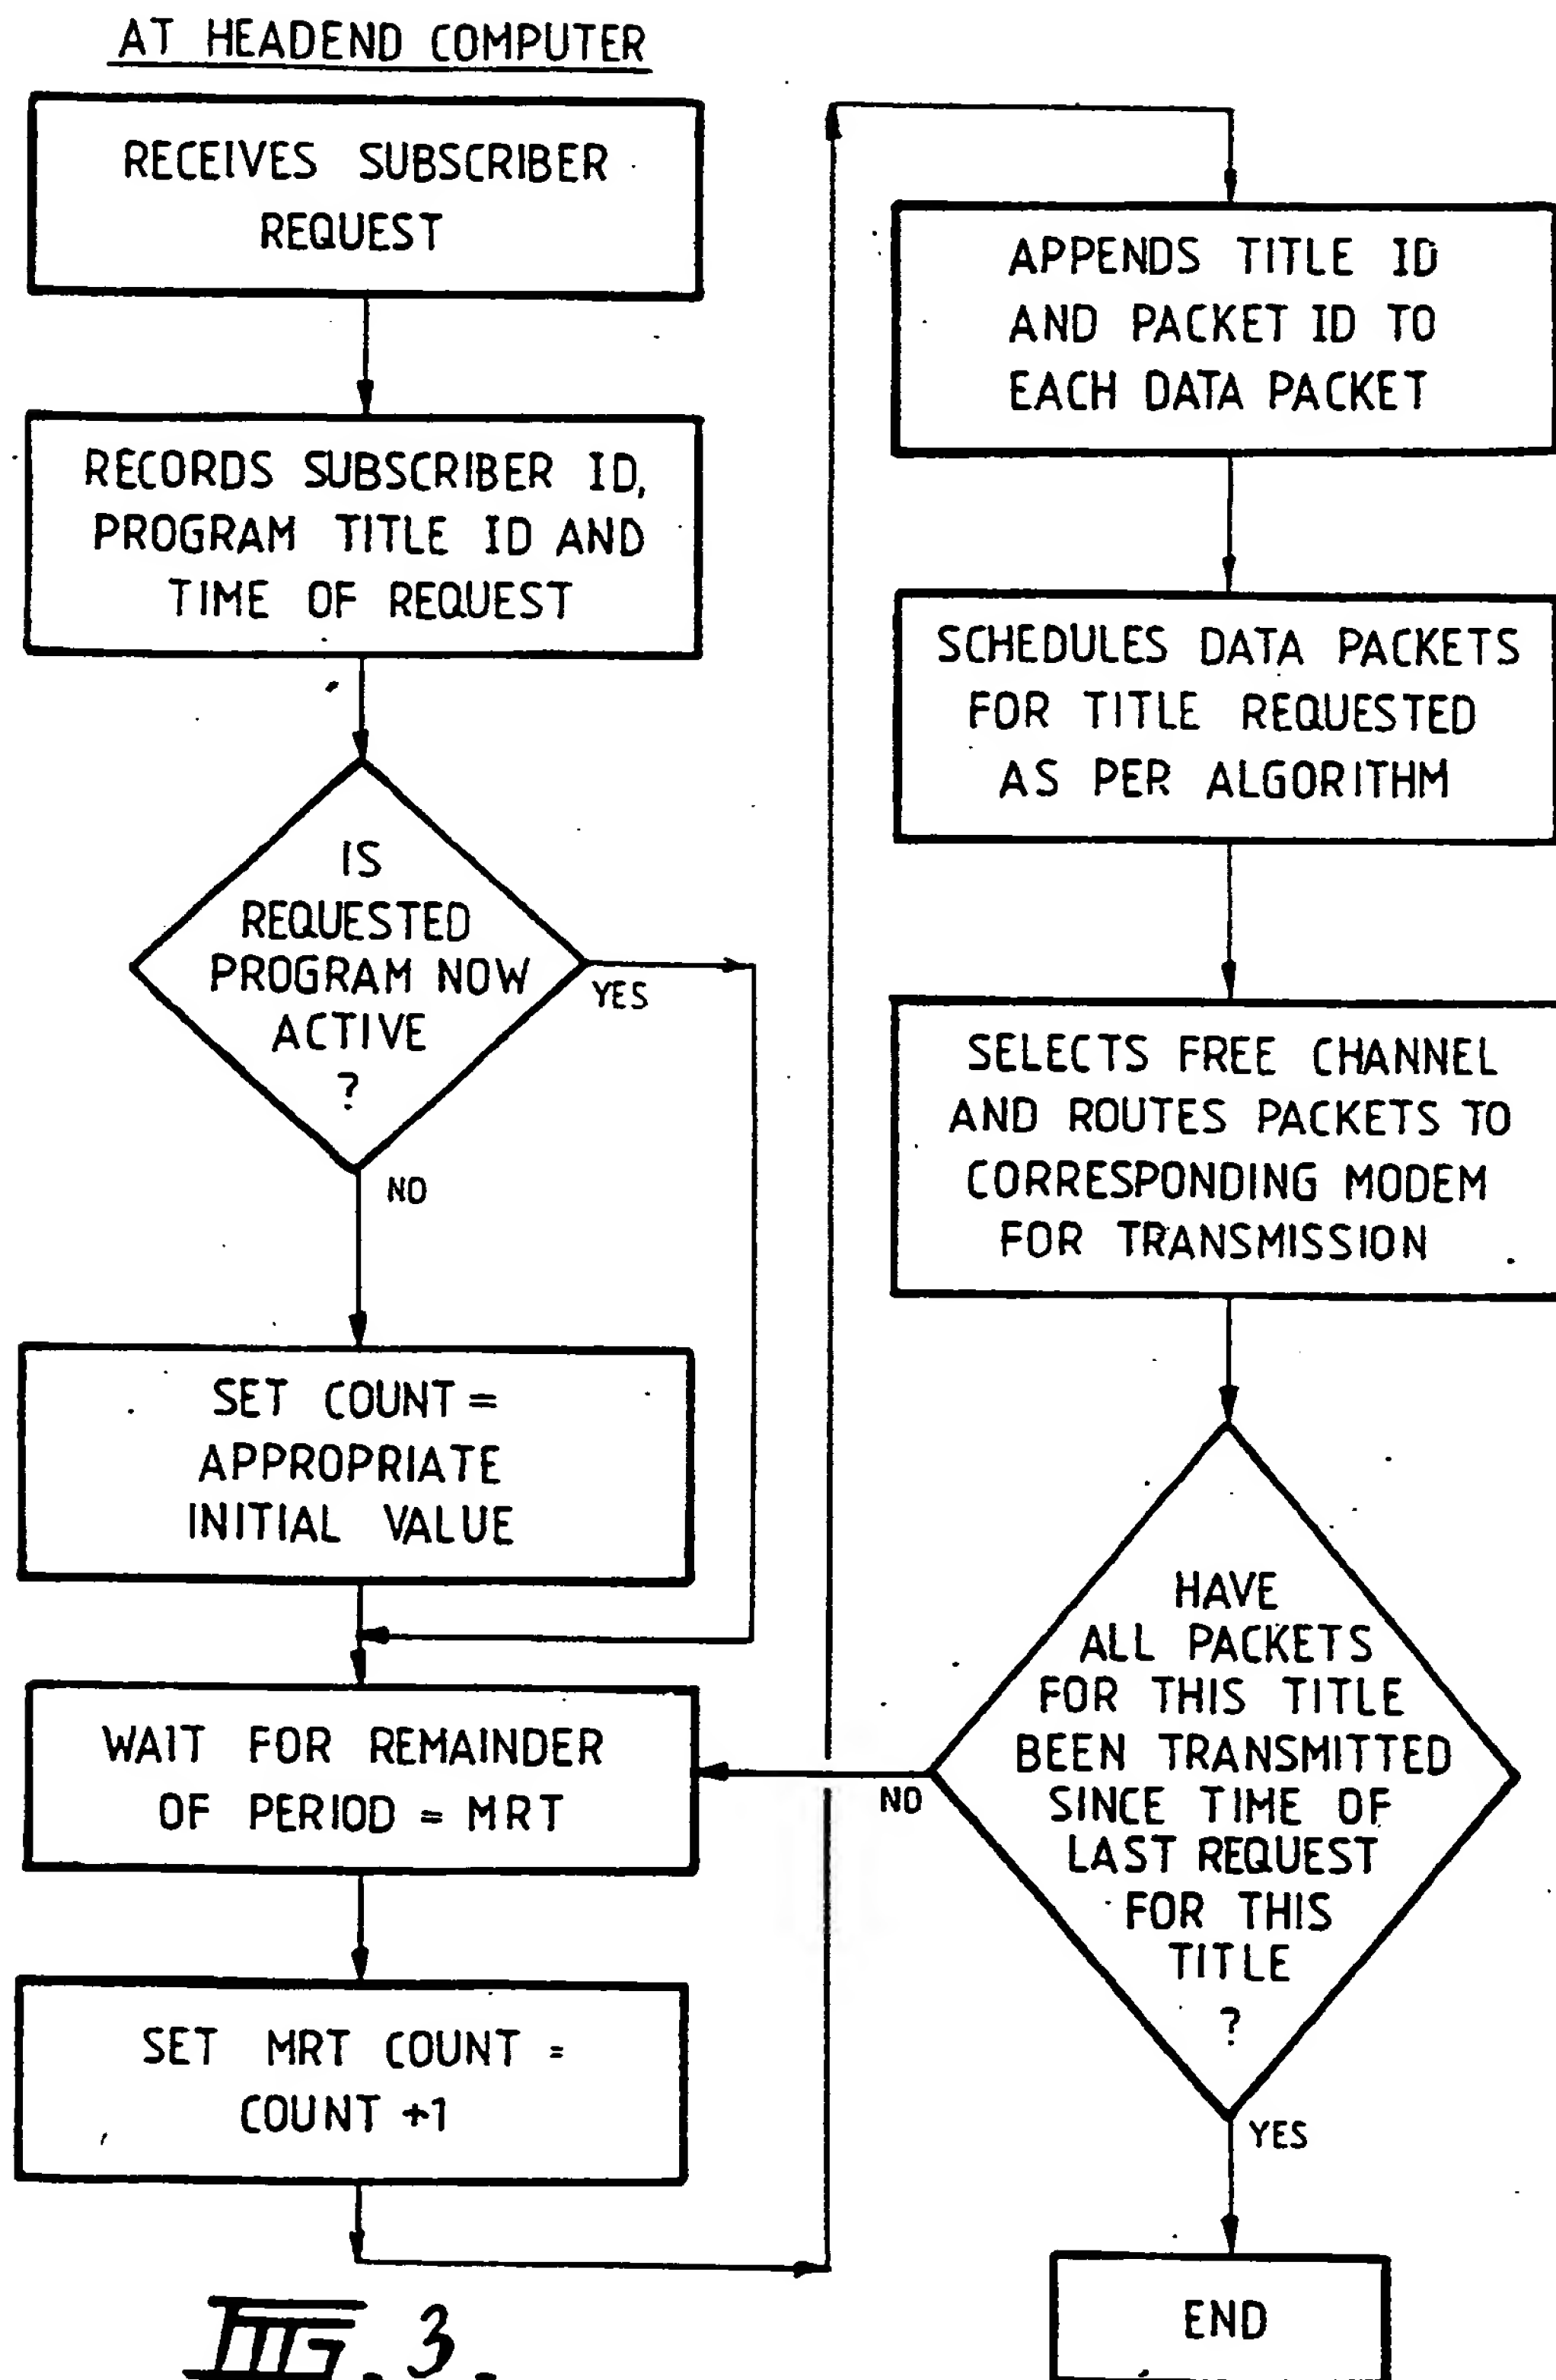 AT HEADEND COMPUTER
RECEIVES SUBSCRIBER
REQUEST
RECORDS SUBSCRIBER ID,
PROGRAM TITLE ID AND
TIME OF REQUEST
IS
REQUESTED
PROGRAM NOW
ACTIVE
?
YES
NO
SET COUNT =
APPROPRIATE
INITIAL VALUE
WAIT FOR REMAINDER
OF PERIOD = MRT
SET MRT COUNT =
COUNT +1
APPENDS TITLE ID
AND PACKET ID TO
EACH DATA PACKET
SCHEDULES DATA PACKETS
FOR TITLE REQUESTED
AS PER ALGORITHM
SELECTS FREE CHANNEL
AND ROUTES PACKETS TO
CORRESPONDING MODEM
FOR TRANSMISSION
HAVE
ALL PACKETS
FOR THIS TITLE
BEEN TRANSMITTED
SINCE TIME OF
LAST REQUEST
FOR THIS
TITLE
?
NO
YES
END
FIG. 3.